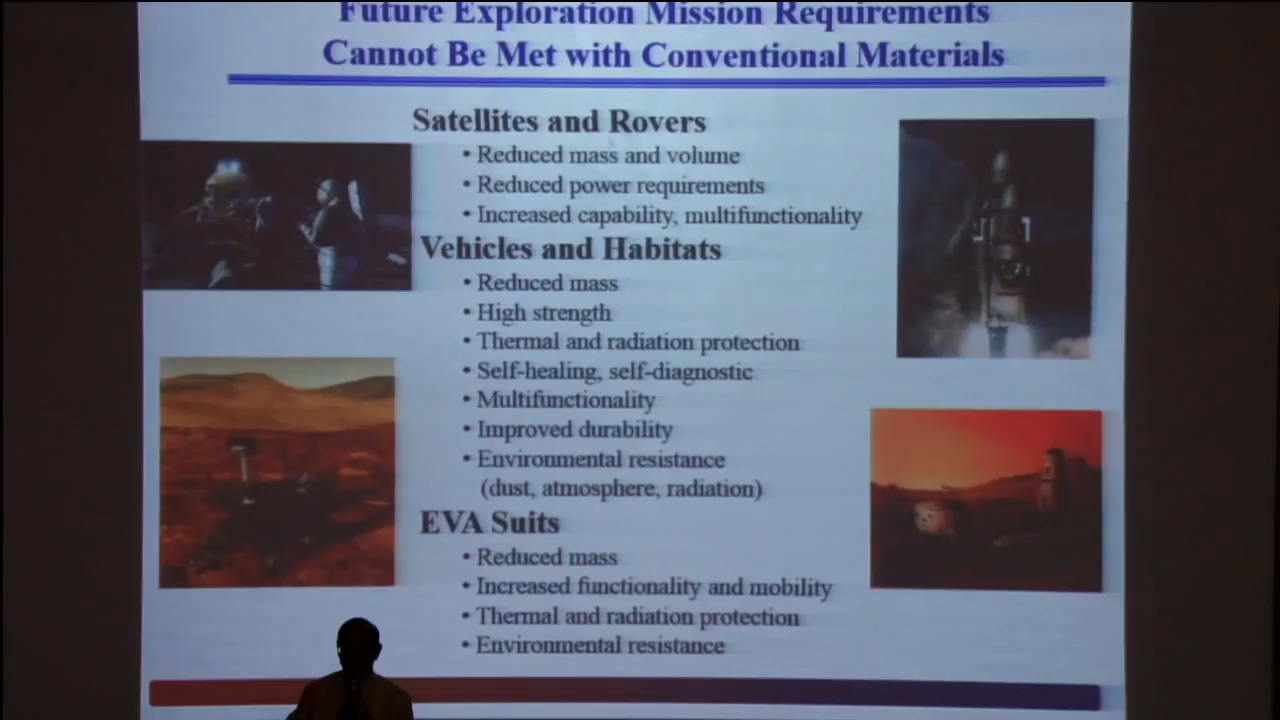 Future Exploration Mission Requirements
Cannot Be Met with Conventional Materials
Satellites and Rovers
• Reduced mass and volume
• Reduced power requirements
• Increased capability, multifunctionality
Vehicles and Habitats
• Reduced mass
• High strength
• Thermal and radiation protection
• Self-healing, self-diagnostic
• Multifunctionality
• Improved durability
• Environmental resistance
(dust, atmosphere, radiation)
EVA Suits
• Reduced mass
• Increased functionality and mobility
• Thermal and radiation protection
• Environmental resistance